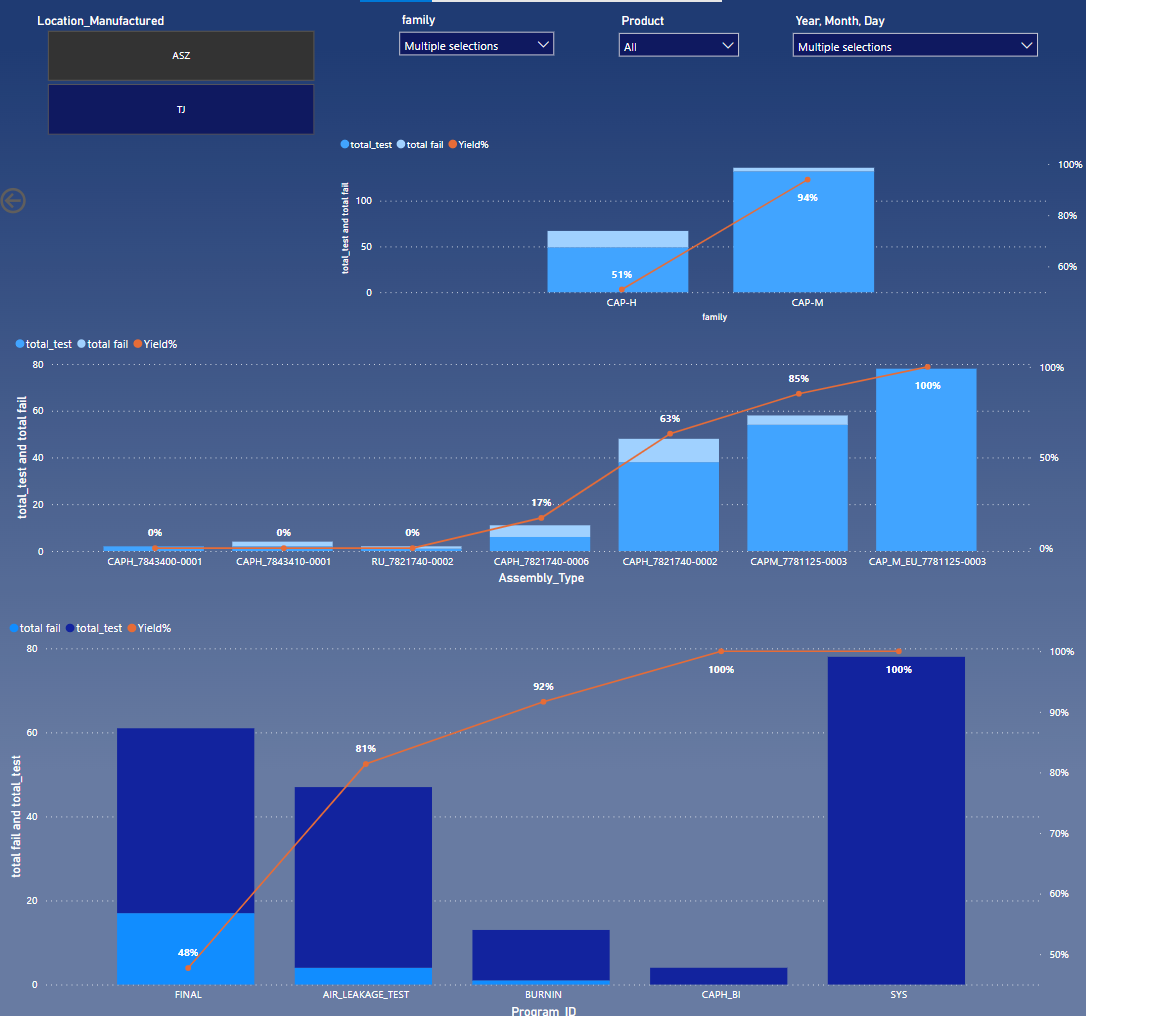 Location_Manufactured
ASZ
TJ
family
Multiple selections
Product
All
Year, Month, Day
Multiple selections
total_test total fail Yield%
total_test and total fail
100
50
0
100%
80%
60%
51%
94%
CAP-H CAP-M
family
total_test total fail Yield%
total_test and total fail
80
60
40
20
0
100%
50%
0%
0% 0% 0% 17% 63% 85% 100%
CAPH_7843400-0001 CAPH_7843410-0001 RU_7821740-0002 CAPH_7821740-0006 CAPH_7821740-0002 CAPM_7781125-0003 CAP_M_EU_7781125-0003
Assembly_Type
total fail total_test Yield%
total fail and total_test
80
60
40
20
0
100%
90%
80%
70%
60%
50%
48% 81% 92% 100% 100%
FINAL AIR_LEAKAGE_TEST BURNIN CAPH_BI SYS
Program_ID